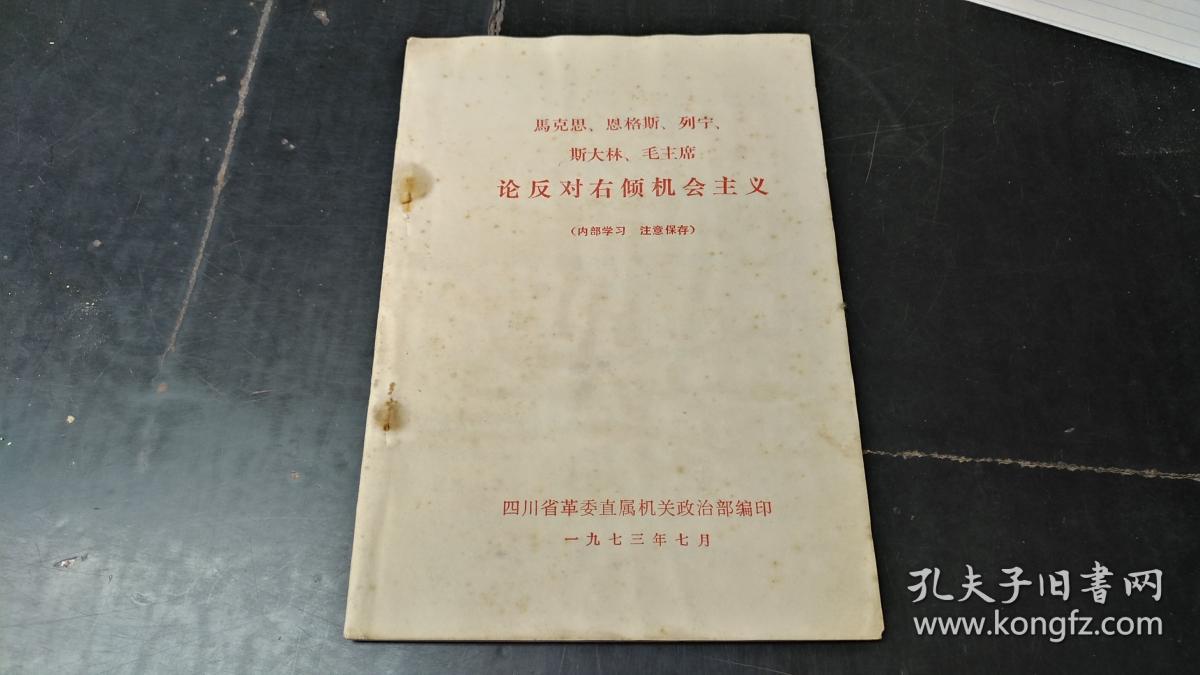 馬克思、恩格斯、列宁、
斯大林、毛主席
论反对右倾机会主义
（内部学习　注意保存）
四川省革委直属机关政治部编印
一九七三年七月
孔夫子旧书网
www.kongfz.com